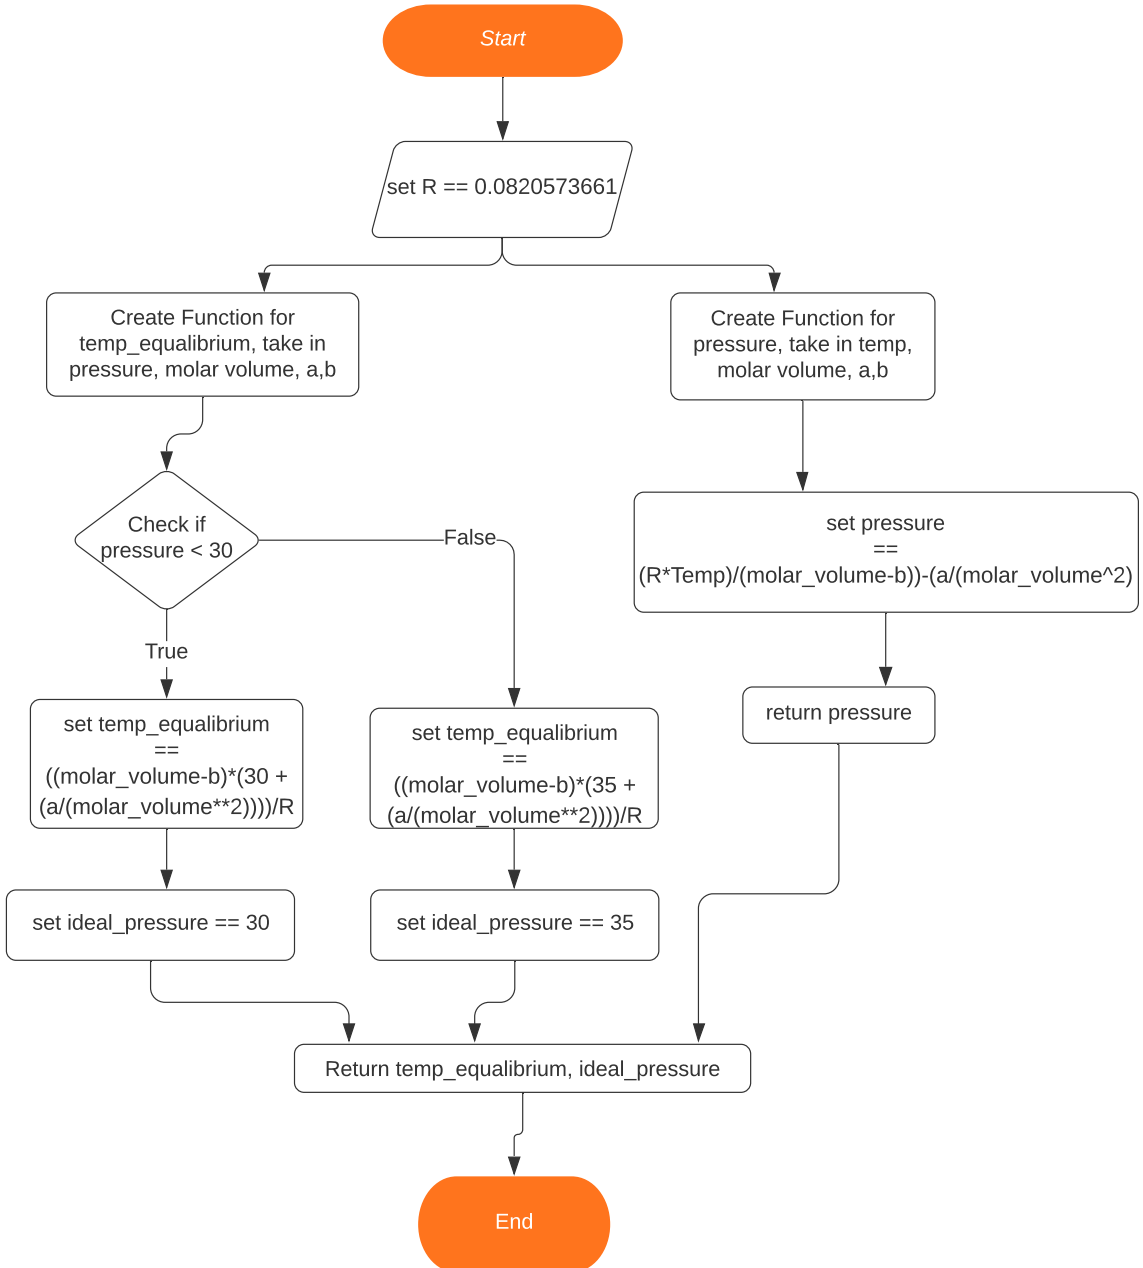 Start
set R == 0.0820573661
Create Function for
temp_equalibrium, take in
pressure, molar volume, a,b
Create Function for
pressure, take in temp,
molar volume, a,b
Check if
pressure < 30
False
True
set pressure
==
(R*Temp)/(molar_volume-b))-(a/(molar_volume^2)
set temp_equalibrium
==
((molar_volume-b)*(30 +
(a/(molar_volume**2))))/R
set temp_equalibrium
==
((molar_volume-b)*(35 +
(a/(molar_volume**2))))/R
return pressure
set ideal_pressure == 30
set ideal_pressure == 35
Return temp_equalibrium, ideal_pressure
End